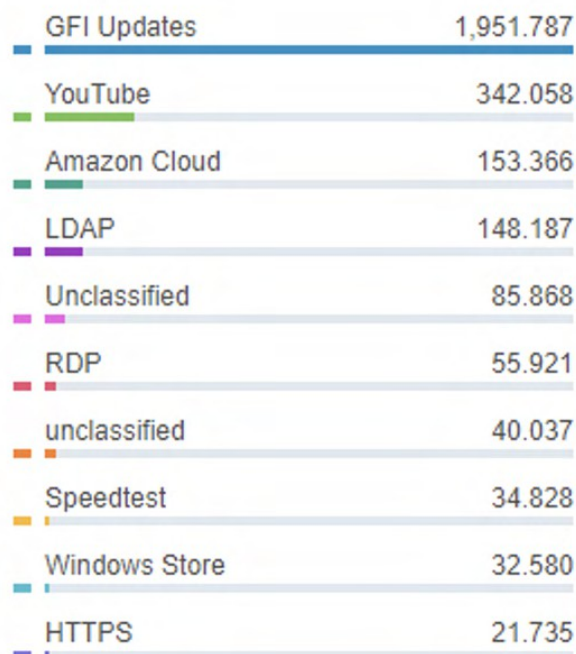 GFI Updates 1,951.787
YouTube 342.058
Amazon Cloud 153.366
LDAP 148.187
Unclassified 85.868
RDP 55.921
unclassified 40.037
Speedtest 34.828
Windows Store 32.580
HTTPS 21.735